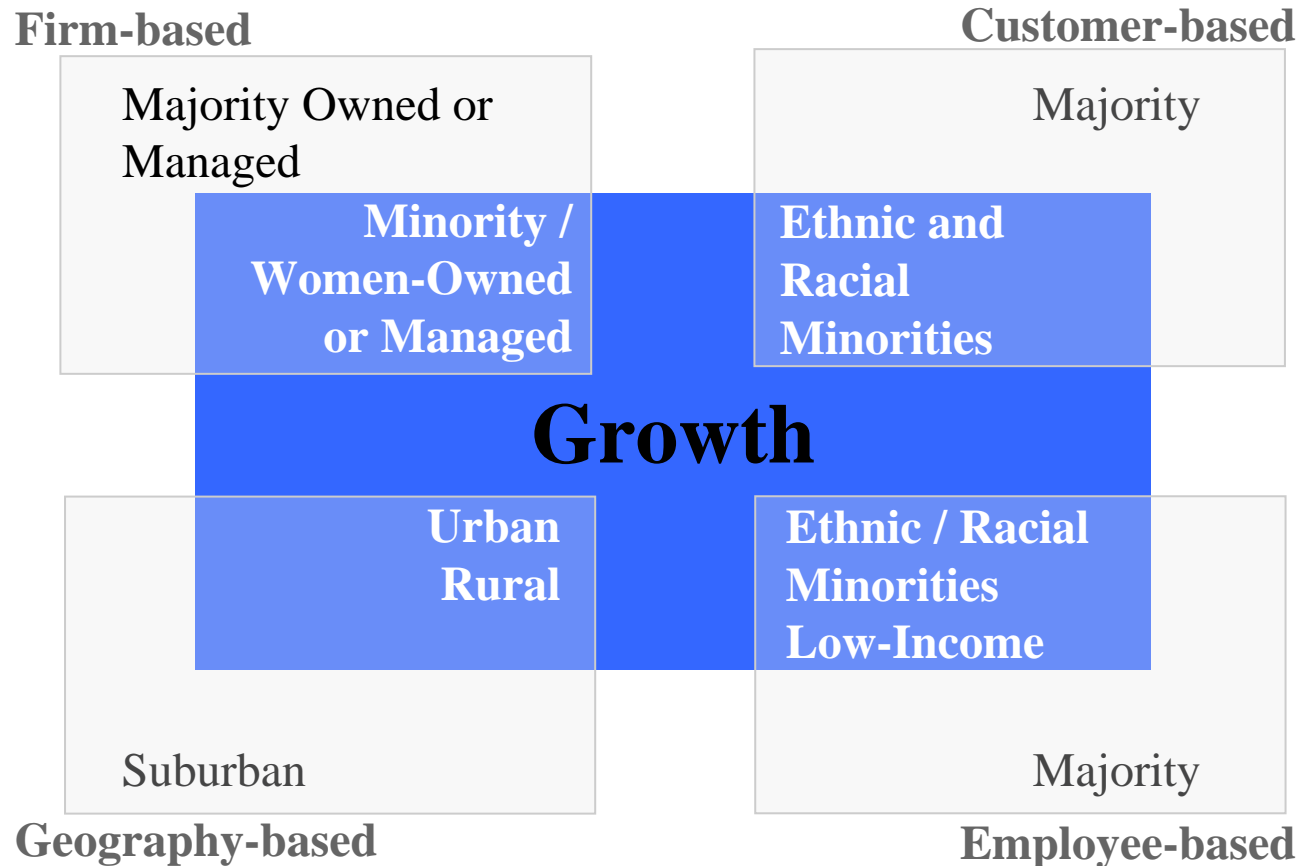 Firm-based
Majority Owned or
Managed
Minority /
Women-Owned
or Managed
Customer-based
Majority
Ethnic and
Racial
Minorities
Growth
Urban
Rural
Suburban
Geography-based
Ethnic / Racial
Minorities
Low-Income
Majority
Employee-based